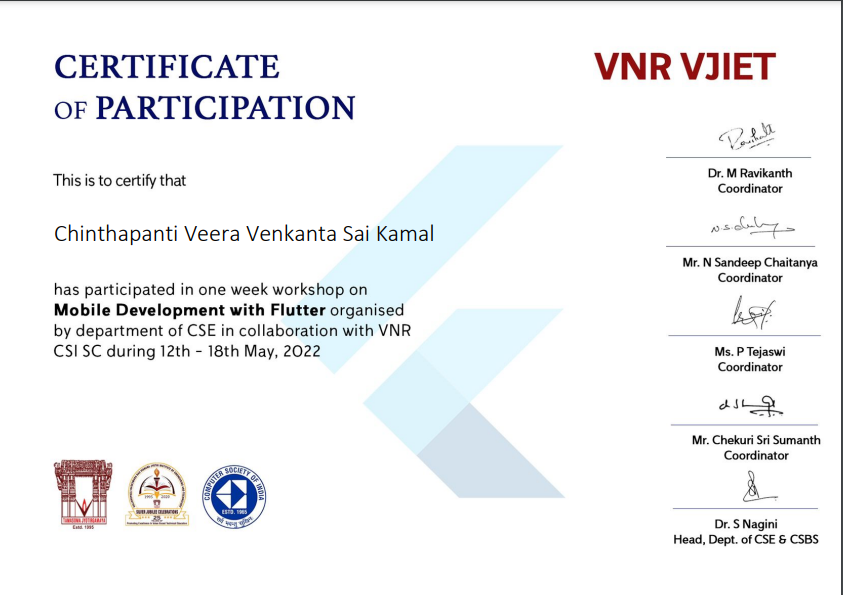 CERTIFICATE
OF PARTICIPATION
This is to certify that
Chinthapanti Veera Venkanta Sai Kamal
has participated in one week workshop on
Mobile Development with Flutter organised
by department of CSE in collaboration with VNR
CSI SC during 12th - 18th May, 2022
VNR VJIET
Dr. M Ravikanth
Coordinator
Mr. N Sandeep Chaitanya
Coordinator
Ms. P Tejaswi
Coordinator
Mr. Chekuri Sri Sumanth
Coordinator
Dr. S Nagini
Head, Dept. of CSE & CSBS
Estd. 1995
SILVER JUBILEE CELEBRATIONS
COMPUTER SOCIETY OF INDIA
ESTD. 1965